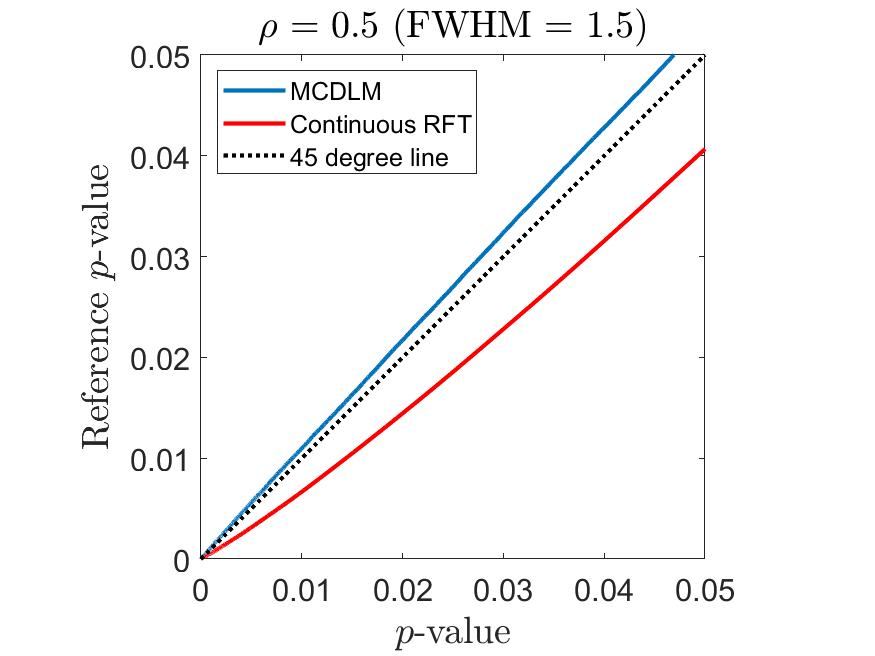 ρ = 0.5 (FWHM = 1.5)
0.05
0.04
0.03
0.02
0.01
0
Reference p-value
MCDLM
Continuous RFT
45 degree line
0 0.01 0.02 0.03 0.04 0.05
p-value